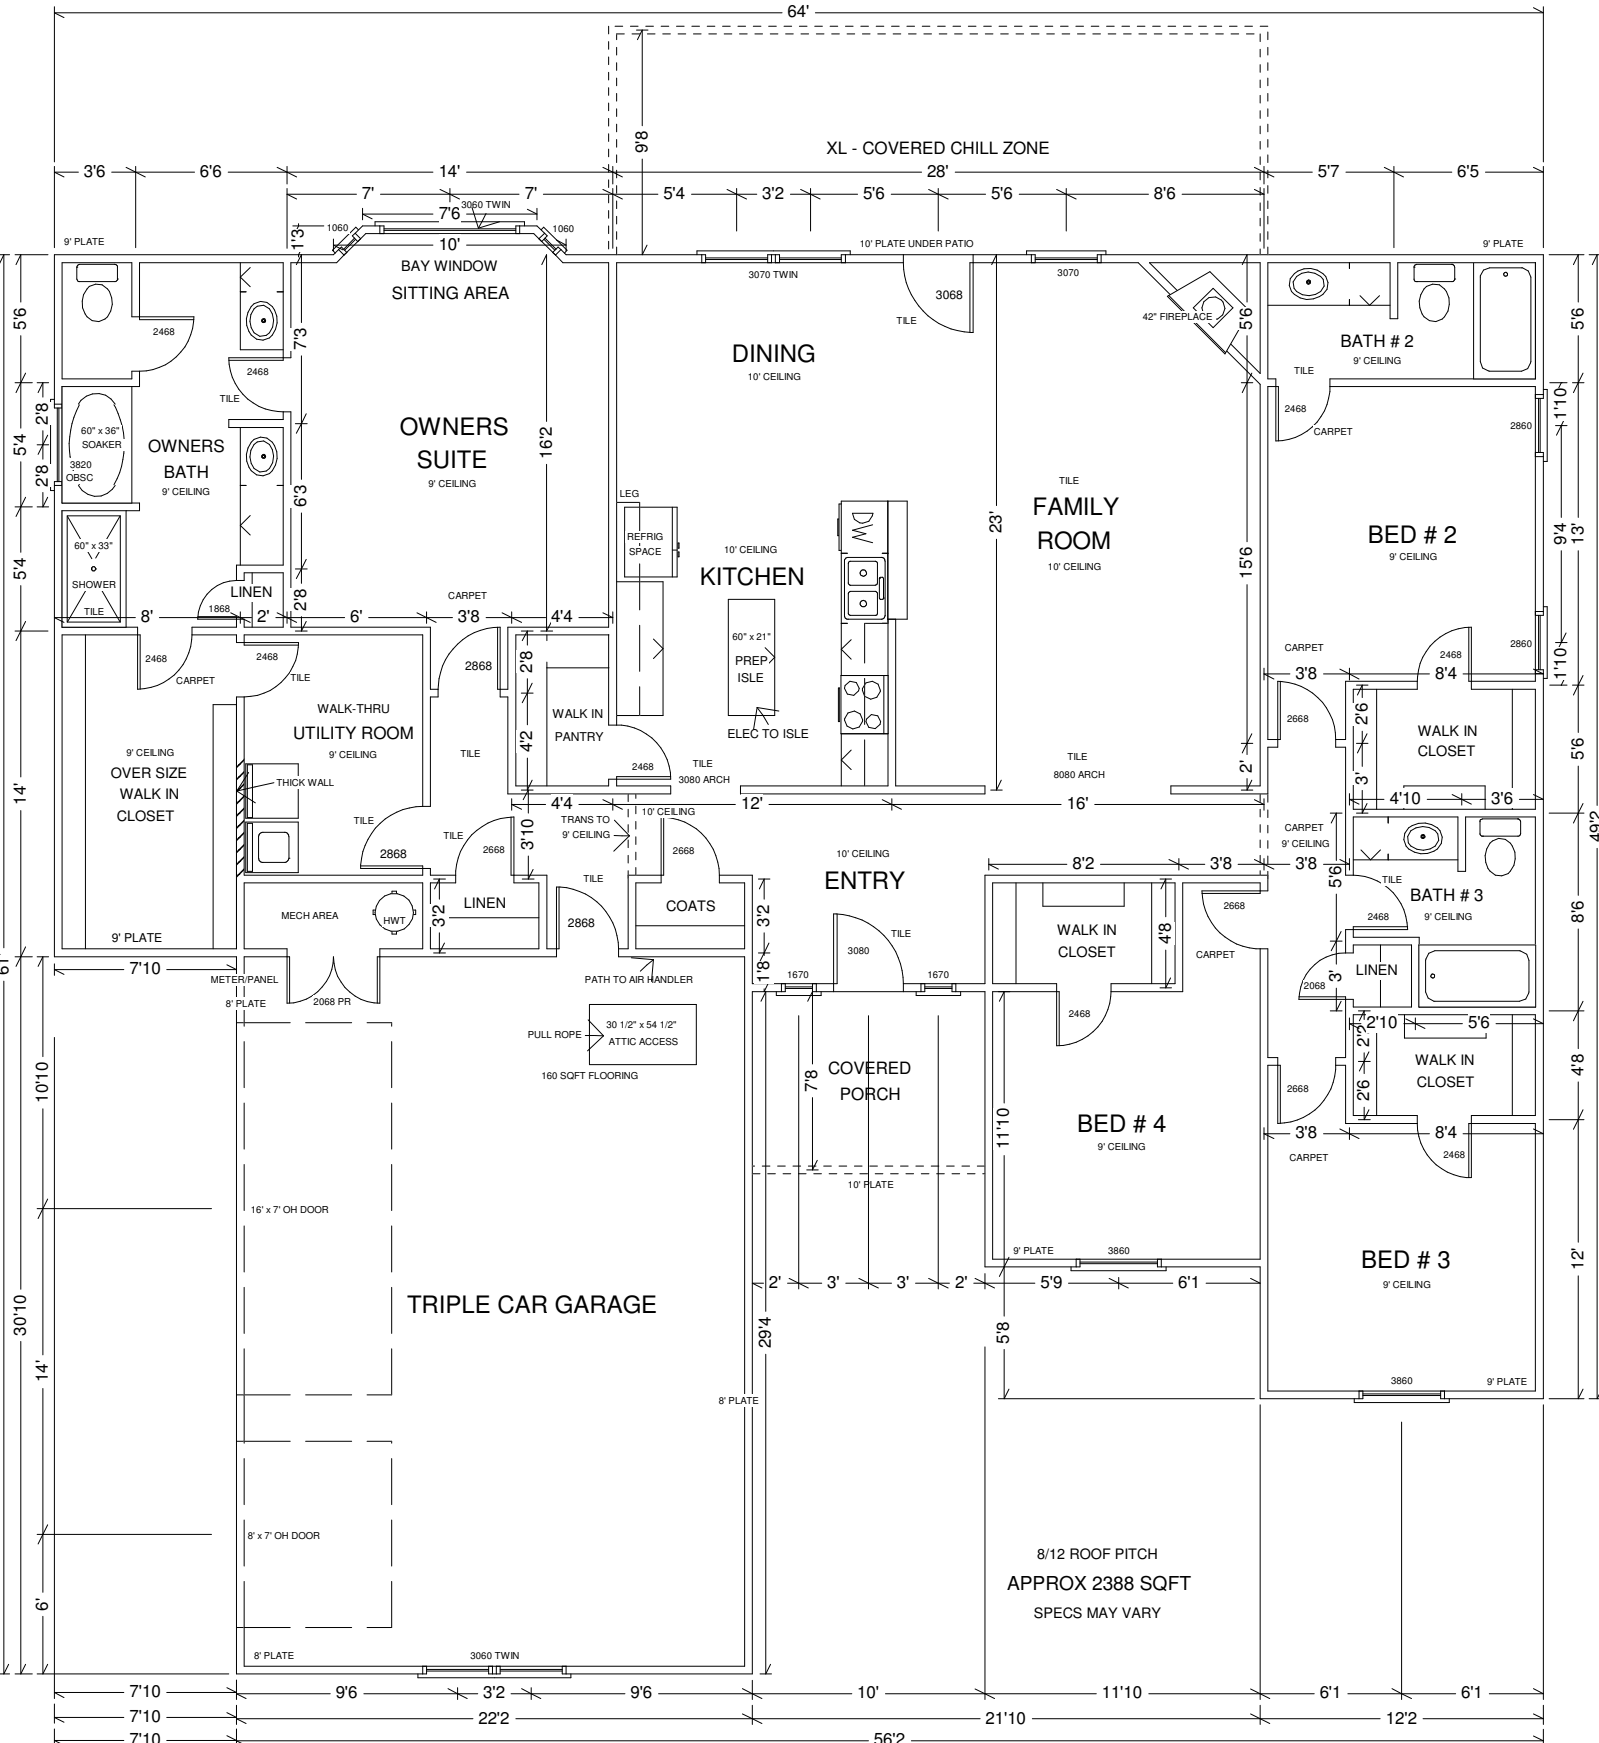 64'
9'8
XL - COVERED CHILL ZONE
3'6
6'6
14'
28'
5'7
6'5
7'
7'
5'4
3'2
5'6
5'6
8'6
3060 TWIN
7'6
1060
1060
1'3
10'
9' PLATE
10' PLATE UNDER PATIO
9' PLATE
BAY WINDOW
SITTING AREA
3070 TWIN
3068
3070
TILE
42" FIREPLACE
5'6
5'6
2468
7'3
5'6
BATH # 2
9' CEILING
TILE
5'6
DINING
10' CEILING
2468
TILE
2468
CARPET
1'10
2860
2'8
5'4
2'8
60" x 36"
SOAKER
3820
OBSC
OWNERS
BATH
9' CEILING
OWNERS
SUITE
9' CEILING
16'2
6'3
LEG
REFRIG
SPACE
10' CEILING
KITCHEN
DW
23'
TILE
FAMILY
ROOM
10' CEILING
15'6
BED # 2
9' CEILING
9'4
13'
5'4
60" x 33"
SHOWER
TILE
8'
1868
LINEN
2'
2'8
6'
CARPET
3'8
4'4
60" x 21"
PREP
ISLE
ELEC TO ISLE
CARPET
2468
2860
1'10
3'8
8'4
2468
CARPET
2468
TILE
2868
2'8
WALK IN
PANTRY
4'2
2468
WALK-THRU
UTILITY ROOM
9' CEILING
TILE
TILE
3080 ARCH
TILE
8080 ARCH
2'
2668
2'6
3'
WALK IN
CLOSET
5'6
4'10
3'6
14'
9' CEILING
OVER SIZE
WALK IN
CLOSET
THICK WALL
TILE
2868
TILE
2668
4'4
12'
16'
3'10
TRANS TO
9' CEILING
10' CEILING
2668
TILE
10' CEILING
ENTRY
8'2
3'8
3'8
CARPET
9' CEILING
5'6
TILE
2468
BATH # 3
9' CEILING
8'6
49'2
9' PLATE
MECH AREA
HWT
3'2
LINEN
2868
COATS
3'2
1'8
TILE
3080
1670
1670
WALK IN
CLOSET
4'8
2668
CARPET
2068
3'
LINEN
61'
7'10
METER/PANEL
8' PLATE
2068 PR
PATH TO AIR HANDLER
PULL ROPE
30 1/2" x 54 1/2"
ATTIC ACCESS
160 SQFT FLOORING
2468
2'10
5'6
2'2
2'6
WALK IN
CLOSET
4'8
10'10
7'8
COVERED
PORCH
11'10
BED # 4
9' CEILING
2668
3'8
8'4
CARPET
2468
10' PLATE
16' x 7' OH DOOR
9' PLATE
3860
BED # 3
9' CEILING
12'
2'
3'
3'
2'
5'9
6'1
TRIPLE CAR GARAGE
30'10
14'
29'4
5'8
3860
9' PLATE
8' PLATE
8' x 7' OH DOOR
6'
8/12 ROOF PITCH
APPROX 2388 SQFT
SPECS MAY VARY
8' PLATE
3060 TWIN
7'10
9'6
3'2
9'6
10'
11'10
6'1
6'1
7'10
22'2
21'10
12'2
7'10
56'2